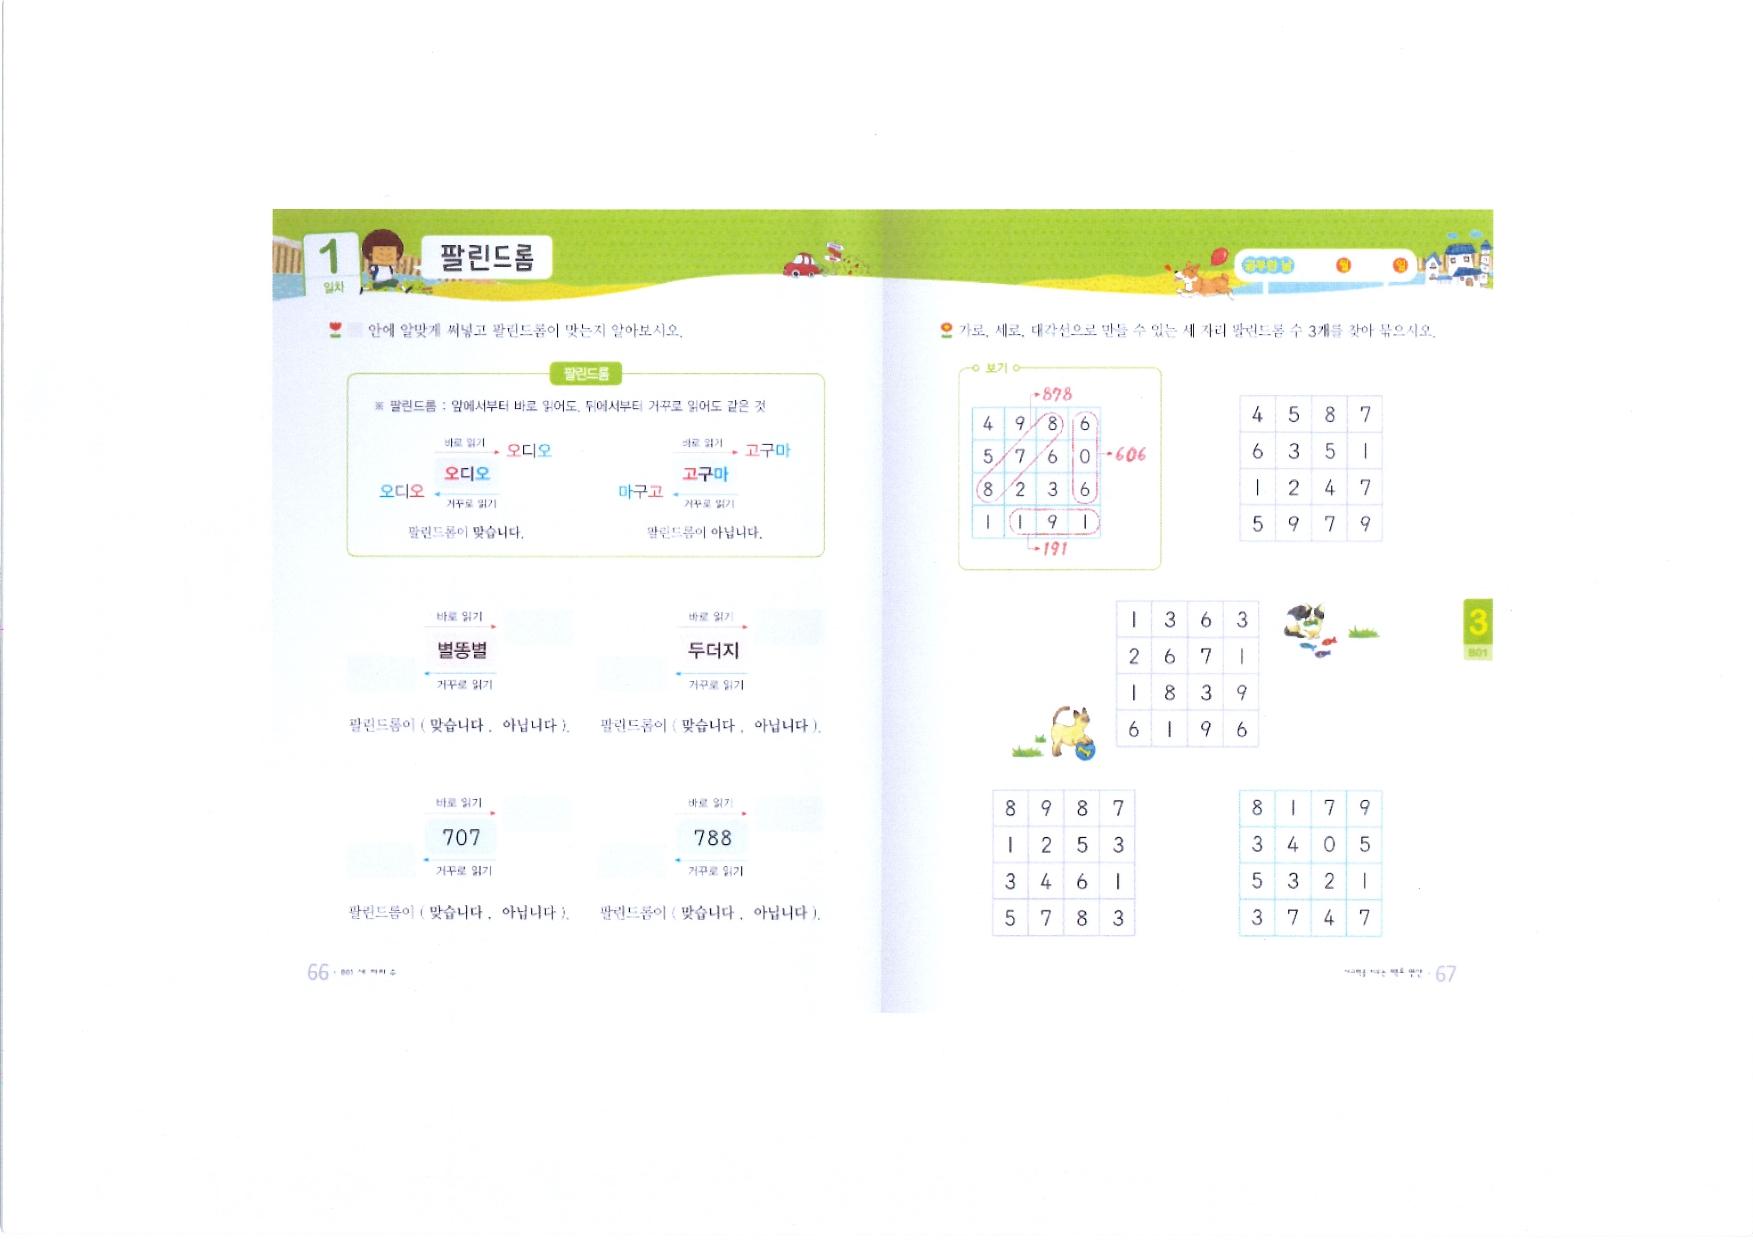 1
일차
팔린드롬
안에 알맞게 써넣고 팔린드롬이 맞는지 알아보시오.
팔린드롬
※ 팔린드롬 : 앞에서부터 바로 읽어도, 뒤에서부터 거꾸로 읽어도 같은 것
바로 읽기
오디오
오디오
오디오
거꾸로 읽기
팔린드롬이 맞습니다.
바로 읽기
고구마
고구마
마구고
거꾸로 읽기
팔린드롬이 아닙니다.
바로 읽기
별똥별
거꾸로 읽기
팔린드롬이 ( 맞습니다 , 아닙니다 ).
바로 읽기
두더지
거꾸로 읽기
팔린드롬이 ( 맞습니다 , 아닙니다 ).
바로 읽기
707
거꾸로 읽기
팔린드롬이 ( 맞습니다 , 아닙니다 ).
바로 읽기
788
거꾸로 읽기
팔린드롬이 ( 맞습니다 , 아닙니다 ).
66 · B01 세 자리 수
공부한 날 월 일
가로, 세로, 대각선으로 만들 수 있는 세 자리 팔린드롬 수 3개를 찾아 묶으시오.
보기
878
4 9 8 6
5 7 6 0
606
8 2 3 6
1 1 9 1
191
4 5 8 7
6 3 5 1
1 2 4 7
5 9 7 9
1 3 6 3
2 6 7 1
1 8 3 9
6 1 9 6
8 9 8 7
1 2 5 3
3 4 6 1
5 7 8 3
8 1 7 9
3 4 0 5
5 3 2 1
3 7 4 7
3
B01
67